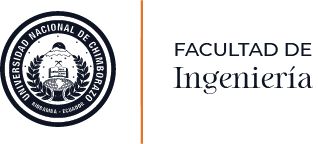 UNIVERSIDAD NACIONAL DE CHIMBORAZO
RIOBAMBA - ECUADOR
FACULTAD DE
Ingeniería